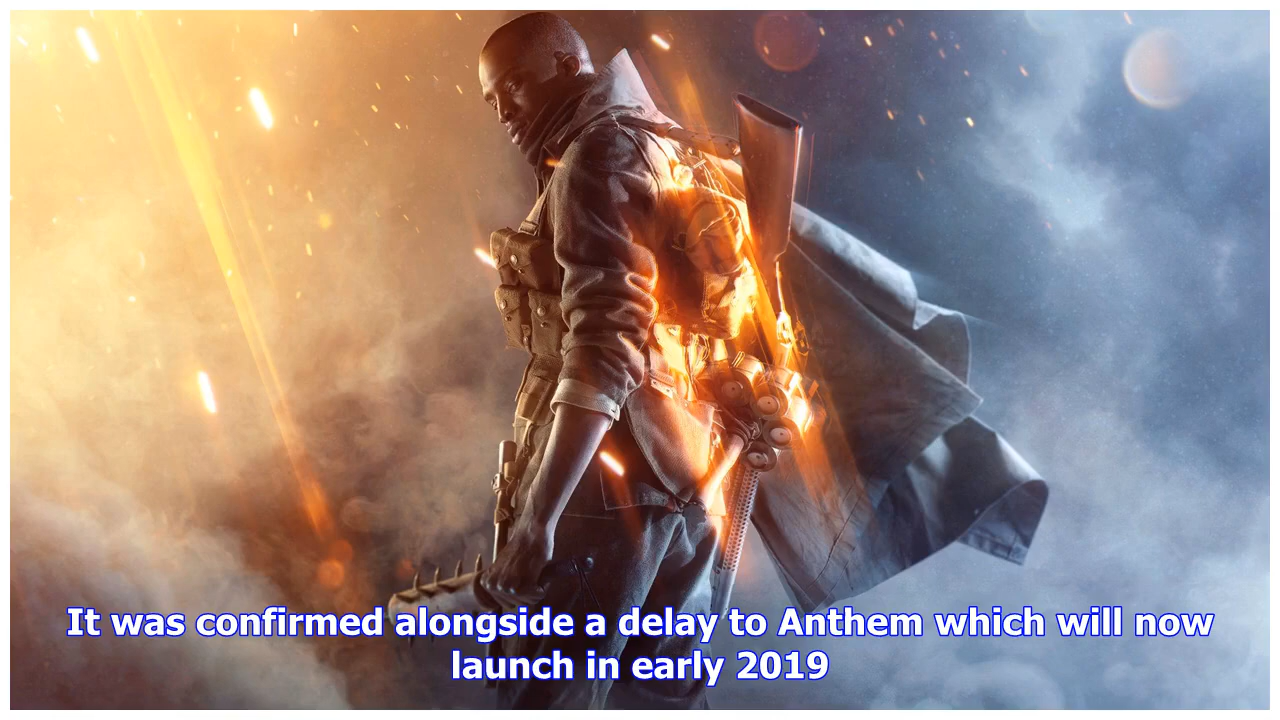 It was confirmed alongside a delay to Anthem which will now
launch in early 2019